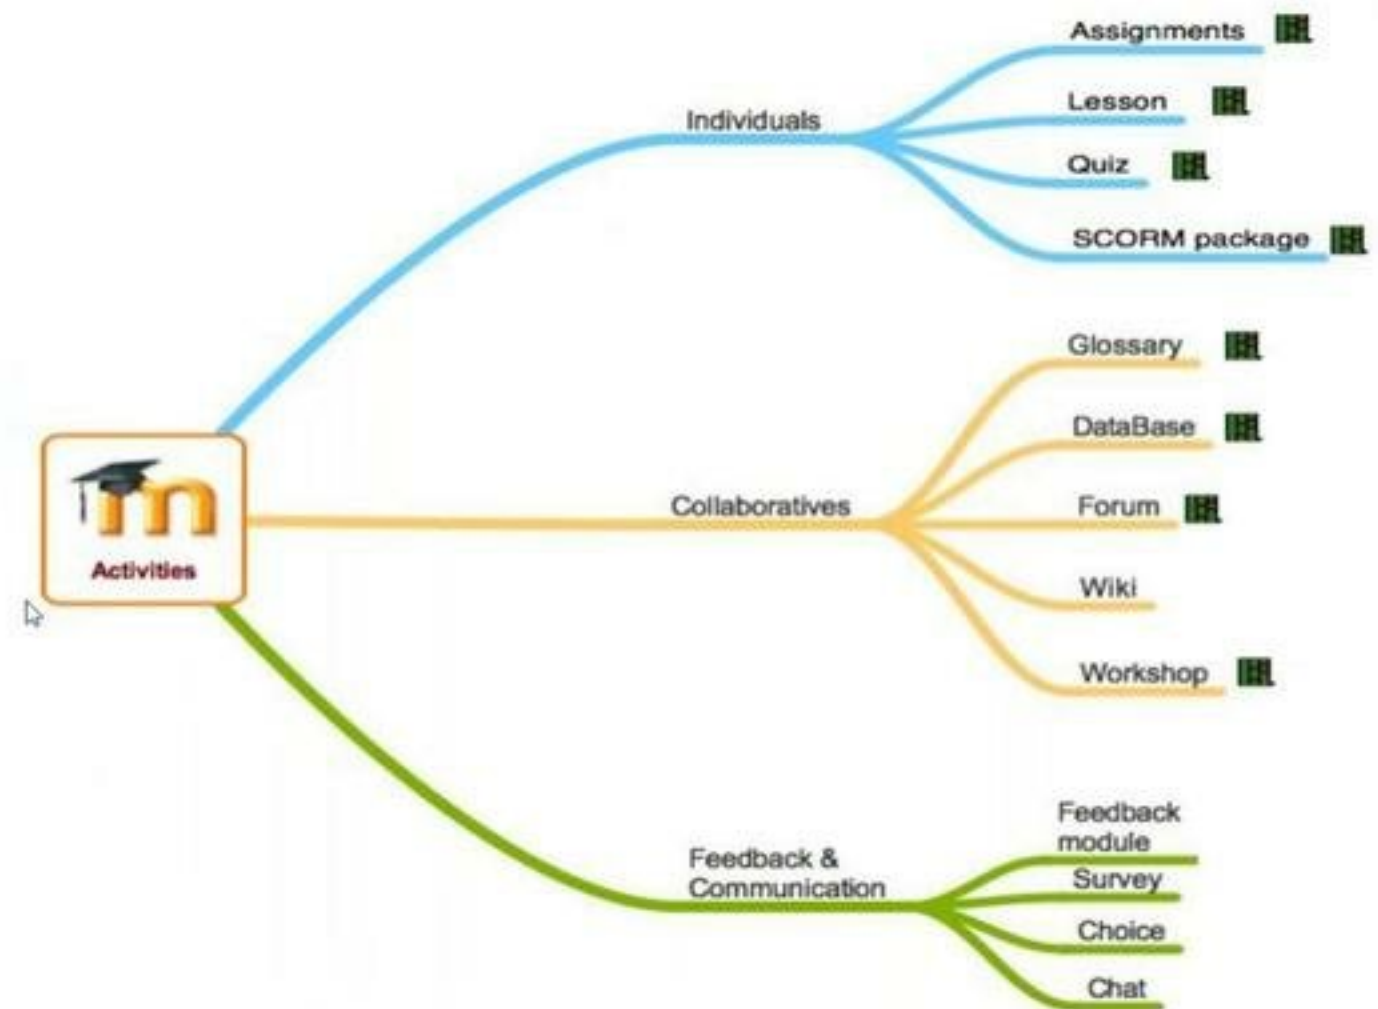 Assignments
Lesson
Individuals
Quiz
SCORM package
Glossary
DataBase
Collaboratives
Forum
m
Activities
Wiki
Workshop
Feedback
module
Feedback &
Communication
Survey
Choice
Chat